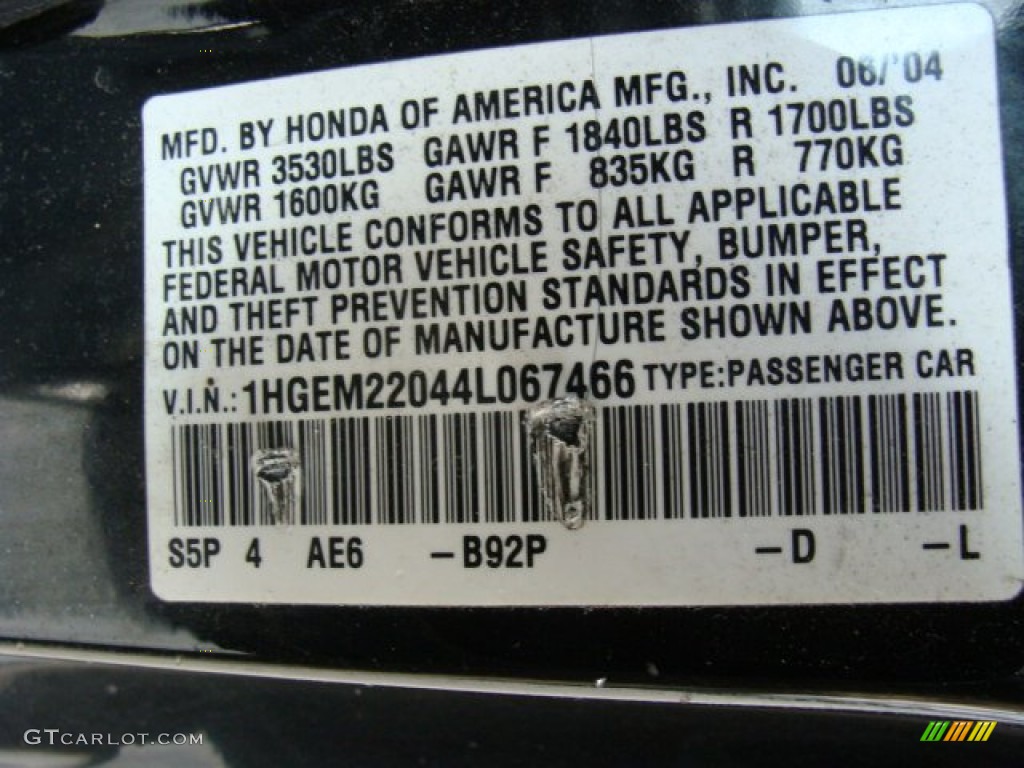 MFD. BY HONDA OF AMERICA MFG., INC. 06/'04
GVWR 3530LBS GAWR F 1840LBS R 1700LBS
GVWR 1600KG GAWR F 835KG R 770KG
THIS VEHICLE CONFORMS TO ALL APPLICABLE
FEDERAL MOTOR VEHICLE SAFETY, BUMPER,
AND THEFT PREVENTION STANDARDS IN EFFECT
ON THE DATE OF MANUFACTURE SHOWN ABOVE.
V.I.N.: 1HGEM22044L067466 TYPE:PASSENGER CAR
S5P 4 AE6 –B92P –D –L
GTCARLOT.COM